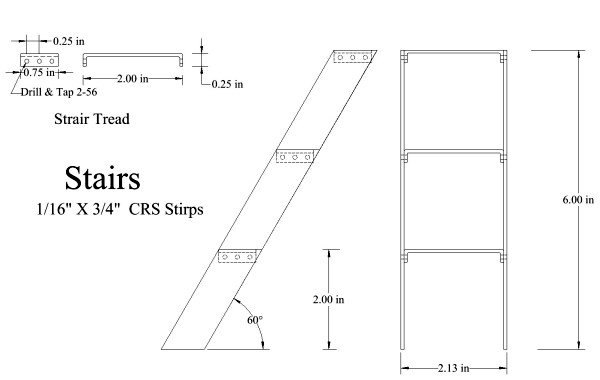 0.25 in
0.75 in
2.00 in
0.25 in
Drill & Tap 2-56
Strair Tread
Stairs
1/16" X 3/4" CRS Stirps
60°
2.00 in
6.00 in
2.13 in